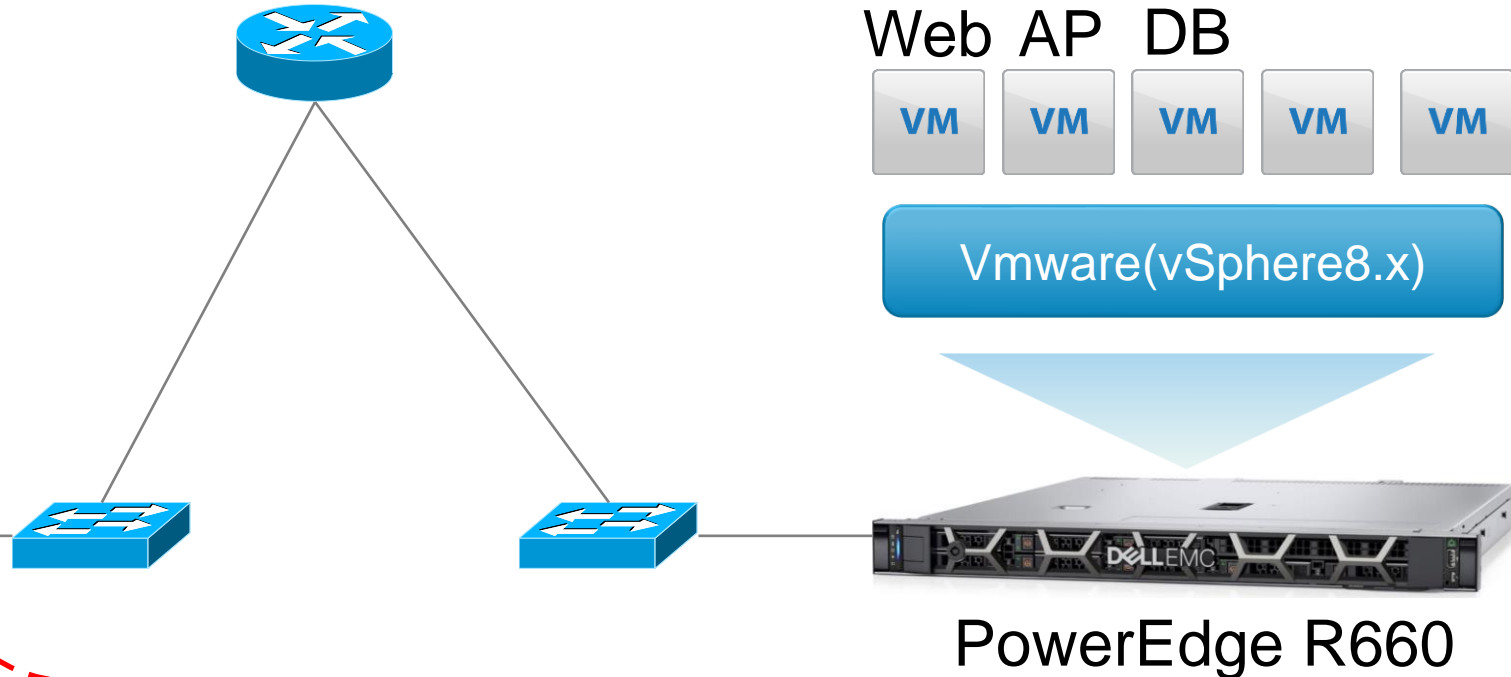 Web AP DB
VM VM VM VM VM
Vmware(vSphere8.x)
DELLEMC
PowerEdge R660